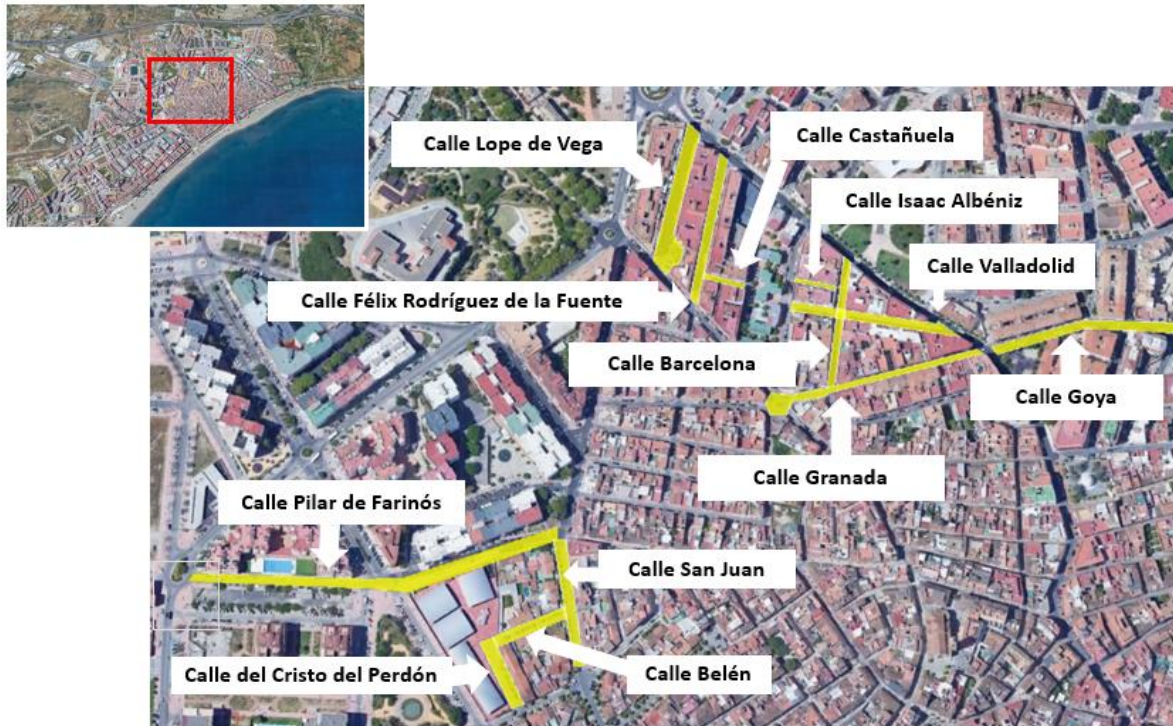 Calle Lope de Vega
Calle Castañuela
Calle Isaac Albéniz
Calle Valladolid
Calle Félix Rodríguez de la Fuente
Calle Barcelona
Calle Goya
Calle Granada
Calle Pilar de Farinós
Calle San Juan
Calle Belén
Calle del Cristo del Perdón